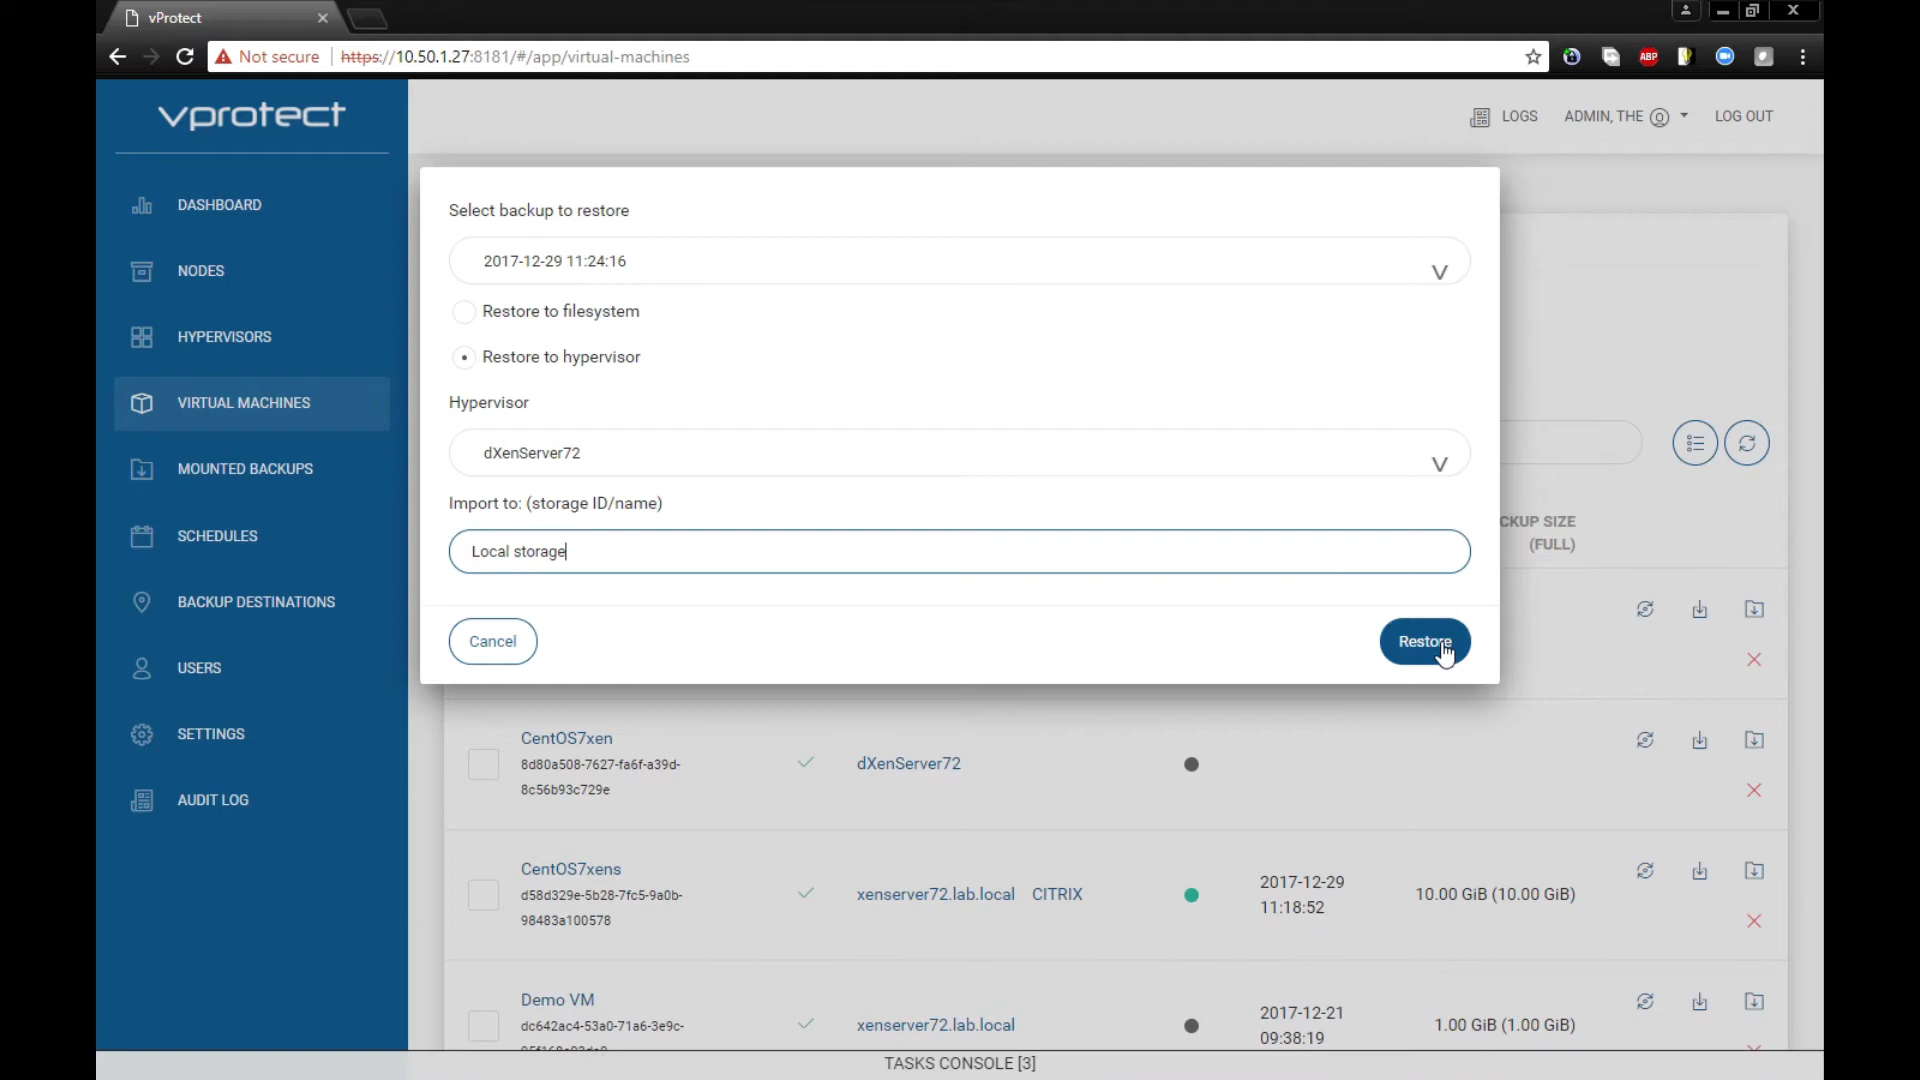 vProtect
Not secure
https://10.50.1.27:8181/#/app/virtual-machines
ABP
vprotect
LOGS
ADMIN, THE
LOG OUT
DASHBOARD
NODES
HYPERVISORS
VIRTUAL MACHINES
MOUNTED BACKUPS
SCHEDULES
BACKUP DESTINATIONS
USERS
SETTINGS
AUDIT LOG
Select backup to restore
2017-12-29 11:24:16
Restore to filesystem
Restore to hypervisor
Hypervisor
dXenServer72
Import to: (storage ID/name)
Local storage
Cancel
Restore
CKUP SIZE
(FULL)
CentOS7xen
8d80a508-7627-fa6f-a39d-
8c56b93c729e
dXenServer72
CentOS7xens
d58d329e-5b28-7fc5-9a0b-
98483a100578
xenserver72.lab.local CITRIX
2017-12-29
11:18:52
10.00 GiB (10.00 GiB)
Demo VM
dc642ac4-53a0-71a6-3e9c-
xenserver72.lab.local
2017-12-21
09:38:19
1.00 GiB (1.00 GiB)
TASKS CONSOLE [3]